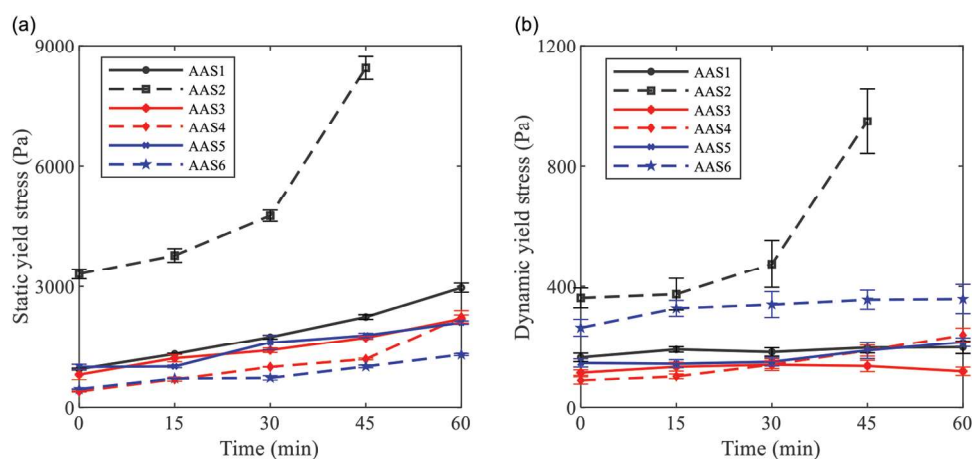 (a)
9000
6000
3000
0
Static yield stress (Pa)
AAS1
AAS2
AAS3
AAS4
AAS5
AAS6
0 15 30 45 60
Time (min)
(b)
1200
800
400
0
Dynamic yield stress (Pa)
AAS1
AAS2
AAS3
AAS4
AAS5
AAS6
0 15 30 45 60
Time (min)